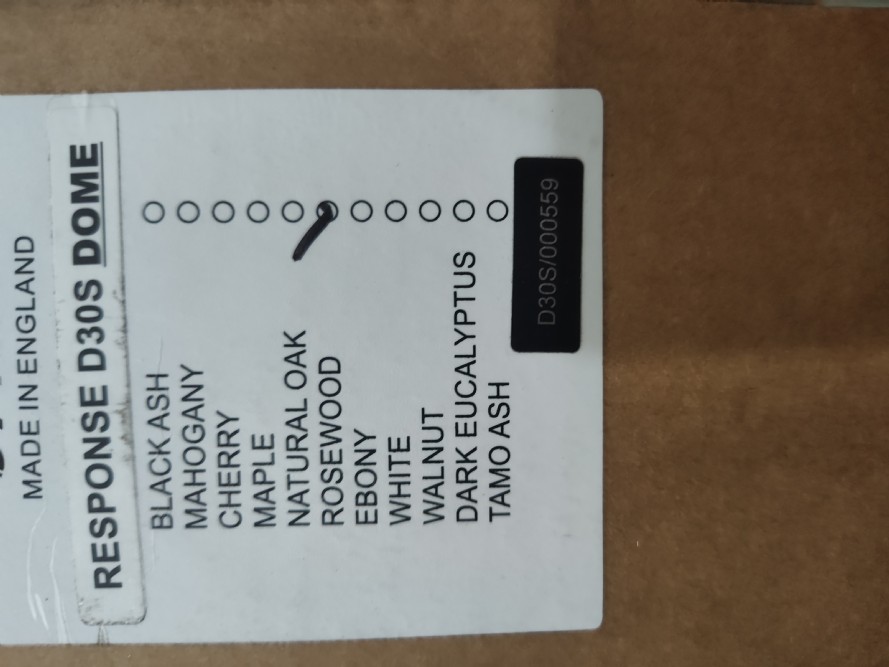 MADE IN ENGLAND
RESPONSE D30S DOME
BLACK ASH
MAHOGANY
CHERRY
MAPLE
NATURAL OAK
ROSEWOOD
EBONY
WHITE
WALNUT
DARK EUCALYPTUS
TAMO ASH
D30S/000559